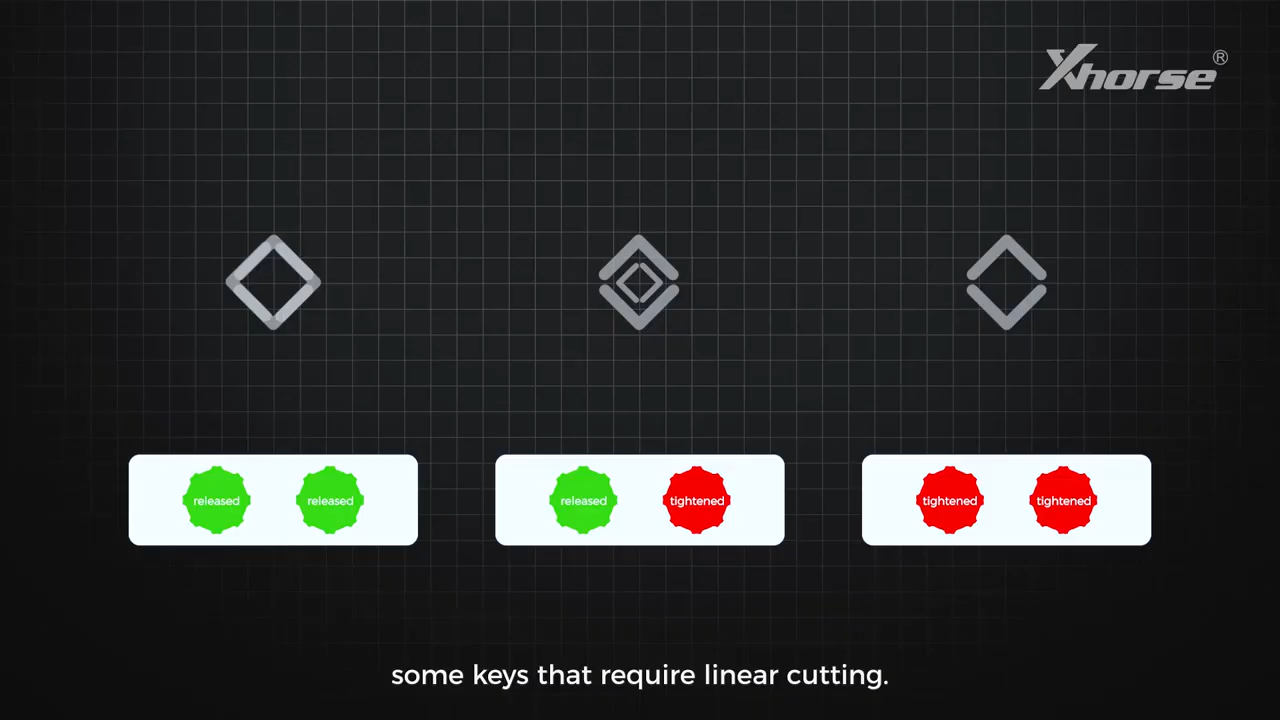 Xhorse®
released released released tightened tightened tightened
some keys that require linear cutting.